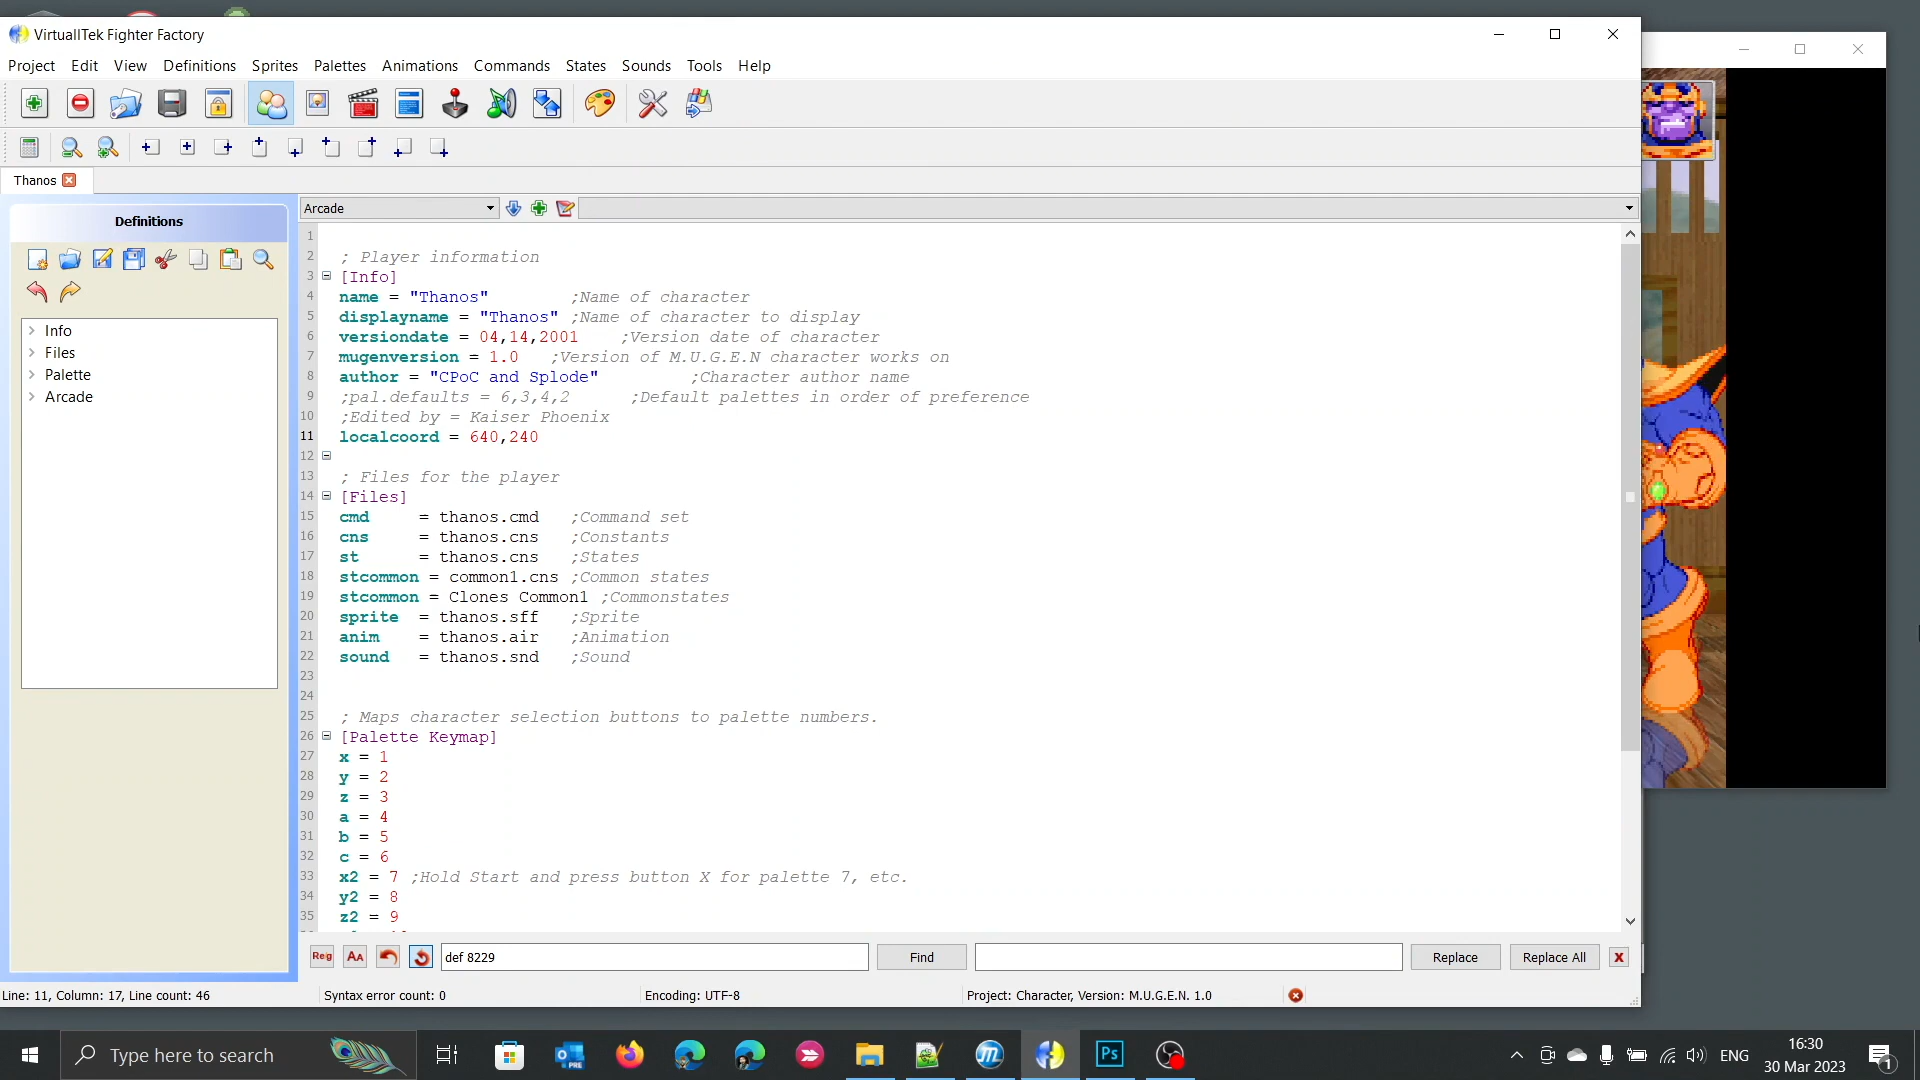 VirtuallTek Fighter Factory
Project Edit View Definitions Sprites Palettes Animations Commands States Sounds Tools Help
Thanos
Definitions
Info
Files
Palette
Arcade
Arcade
1
2 ; Player information
3 [Info]
4 name = "Thanos" ;Name of character
5 displayname = "Thanos" ;Name of character to display
6 versiondate = 04,14,2001 ;Version date of character
7 mugenversion = 1.0 ;Version of M.U.G.E.N character works on
8 author = "CPoC and Splode" ;Character author name
9 ;pal.defaults = 6,3,4,2 ;Default palettes in order of preference
10 ;Edited by = Kaiser Phoenix
11 localcoord = 640,240
12
13 ; Files for the player
14 [Files]
15 cmd = thanos.cmd ;Command set
16 cns = thanos.cns ;Constants
17 st = thanos.cns ;States
18 stcommon = common1.cns ;Common states
19 stcommon = Clones Common1 ;Commonstates
20 sprite = thanos.sff ;Sprite
21 anim = thanos.air ;Animation
22 sound = thanos.snd ;Sound
23
24
25 ; Maps character selection buttons to palette numbers.
26 [Palette Keymap]
27 x = 1
28 y = 2
29 z = 3
30 a = 4
31 b = 5
32 c = 6
33 x2 = 7 ;Hold Start and press button X for palette 7, etc.
34 y2 = 8
35 z2 = 9
Reg AA def 8229 Find Replace Replace All X
Line: 11, Column: 17, Line count: 46 Syntax error count: 0 Encoding: UTF-8 Project: Character, Version: M.U.G.E.N. 1.0
Type here to search
PRE
Ps
ENG
16:30
30 Mar 2023
1